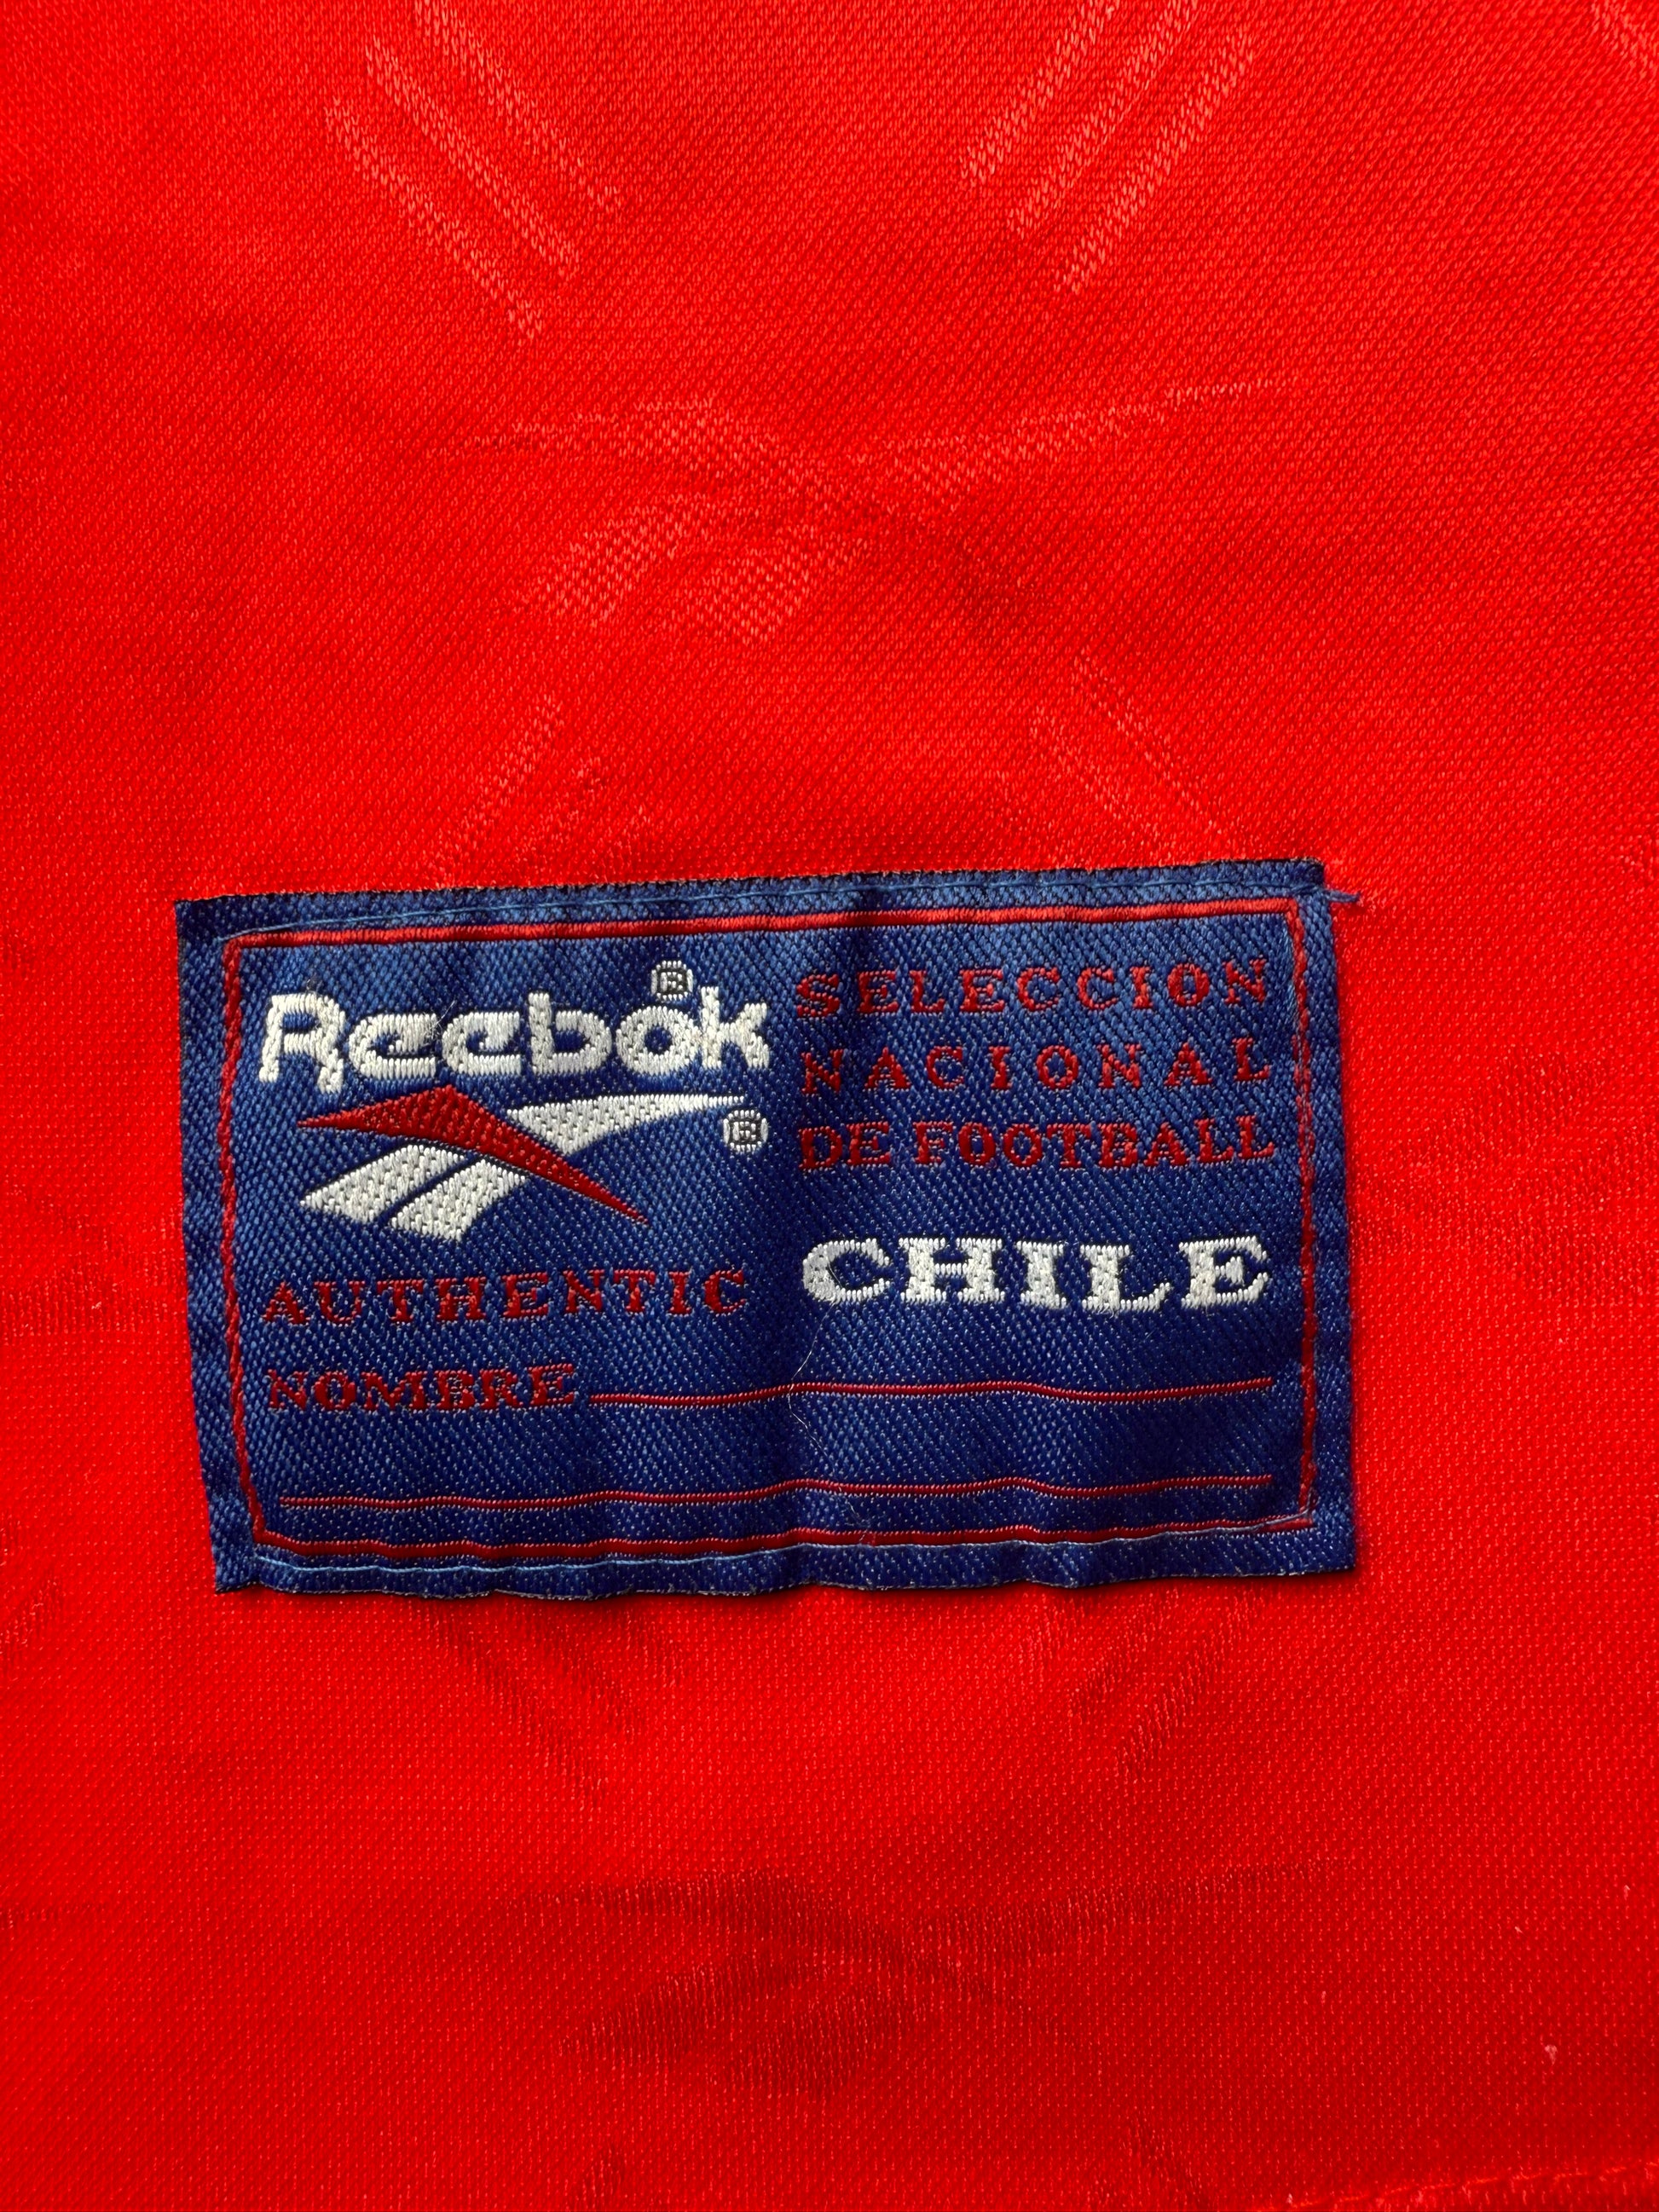 Reebok®
®
AUTHENTIC
SELECCION
NACIONAL
DE FOOTBALL
CHILE
NOMBRE